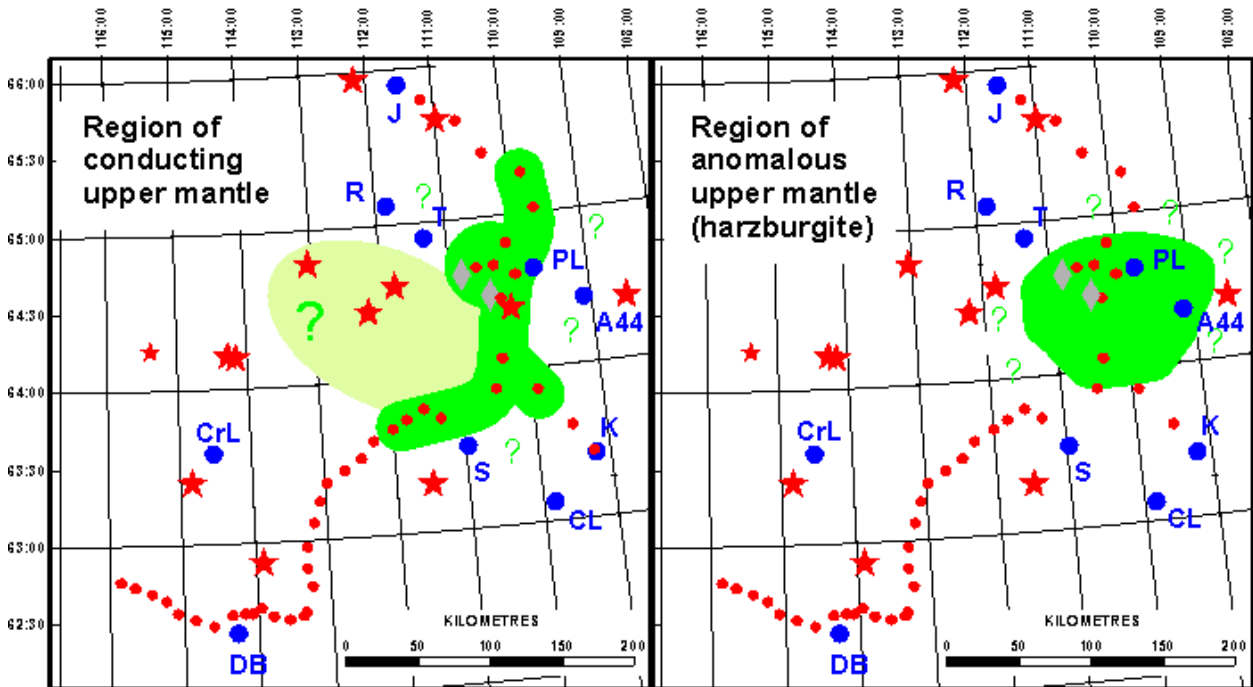 116:00 115:00 114:00 113:00 112:00 111:00 110:00 109:00 108:00
116:00 115:00 114:00 113:00 112:00 111:00 110:00 109:00 108:00
66:00
65:30
65:00
64:30
64:00
63:30
63:00
62:30
Region of
conducting
upper mantle
J
R
?
T
?
PL
?
A44
?
CrL
K
S
?
CL
DB
KILOMETRES
0 50 100 150 200
Region of
anomalous
upper mantle
(harzburgite)
J
R
?
?
T
?
PL
?
A44
?
?
CrL
K
S
CL
DB
KILOMETRES
0 50 100 150 200